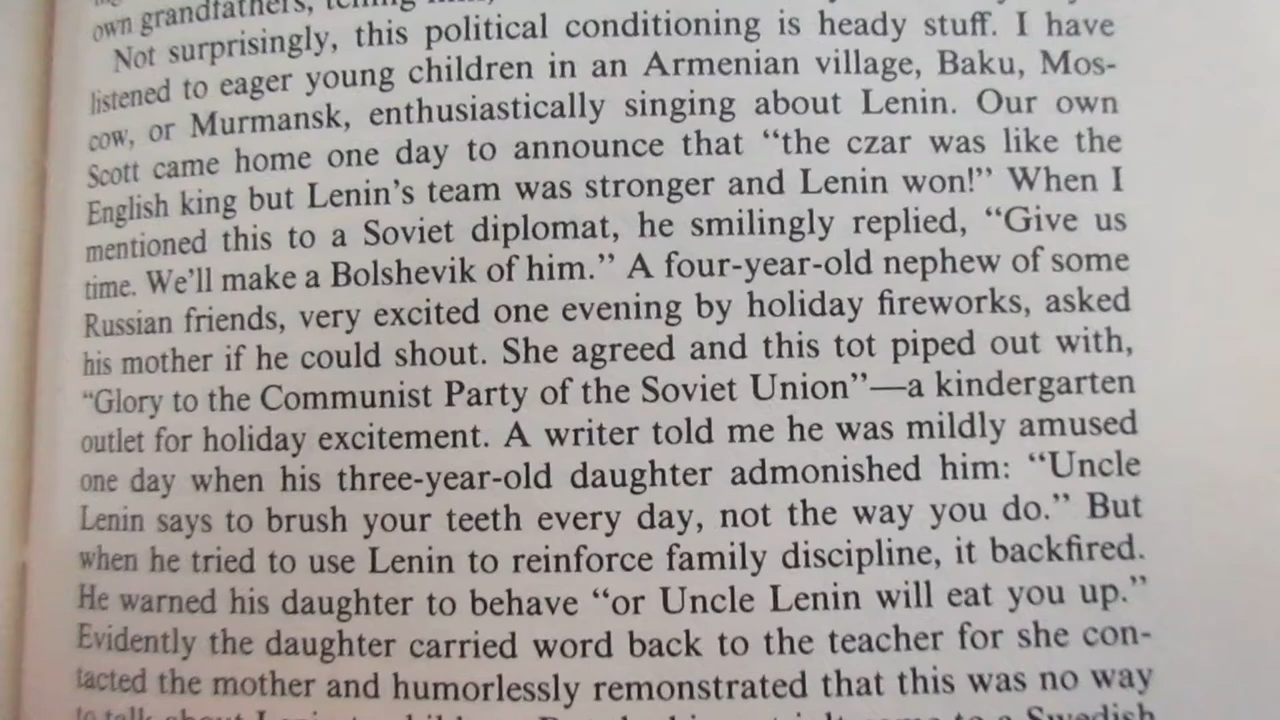 own grandfathers, telling
Not surprisingly, this political conditioning is heady stuff. I have
listened to eager young children in an Armenian village, Baku, Mos-
cow, or Murmansk, enthusiastically singing about Lenin. Our own
Scott came home one day to announce that “the czar was like the
English king but Lenin’s team was stronger and Lenin won!” When I
mentioned this to a Soviet diplomat, he smilingly replied, “Give us
time. We’ll make a Bolshevik of him.” A four-year-old nephew of some
Russian friends, very excited one evening by holiday fireworks, asked
his mother if he could shout. She agreed and this tot piped out with,
“Glory to the Communist Party of the Soviet Union”—a kindergarten
outlet for holiday excitement. A writer told me he was mildly amused
one day when his three-year-old daughter admonished him: “Uncle
Lenin says to brush your teeth every day, not the way you do.” But
when he tried to use Lenin to reinforce family discipline, it backfired.
He warned his daughter to behave “or Uncle Lenin will eat you up.”
Evidently the daughter carried word back to the teacher for she con-
tacted the mother and humorlessly remonstrated that this was no way
to talk about Lenin to a Swedish